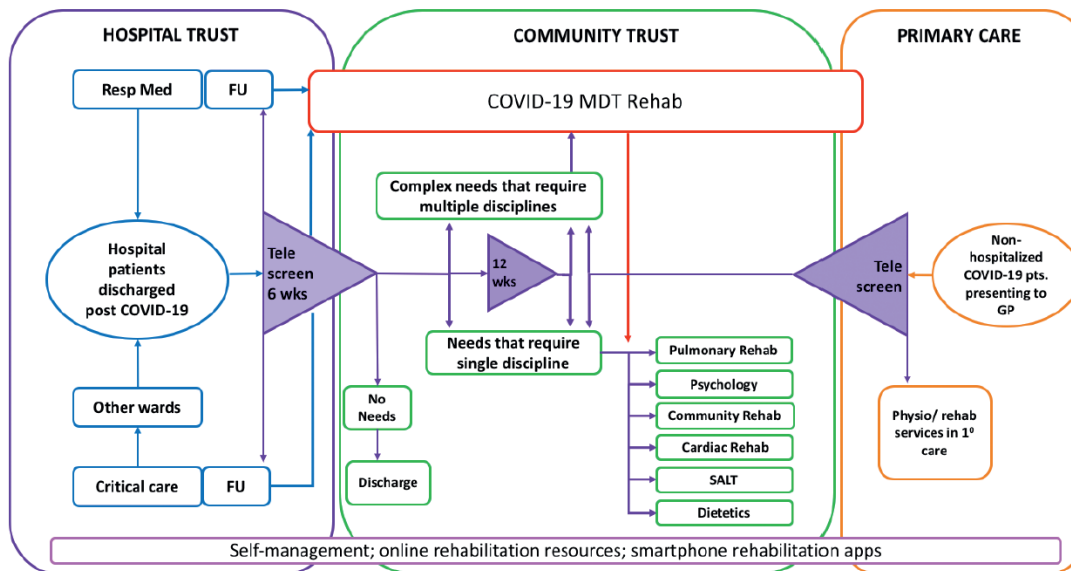 HOSPITAL TRUST
COMMUNITY TRUST
PRIMARY CARE
Resp Med
FU
COVID-19 MDT Rehab
Complex needs that require
multiple disciplines
Hospital
patients
discharged
post COVID-19
Tele
screen
6 wks
12
wks
Tele
screen
Non-
hospitalized
COVID-19 pts.
presenting to
GP
Needs that require
single discipline
Pulmonary Rehab
Psychology
Community Rehab
Cardiac Rehab
SALT
Dietetics
No
Needs
Discharge
Other wards
Critical care
FU
Physio/ rehab
services in 1⁰
care
Self-management; online rehabilitation resources; smartphone rehabilitation apps